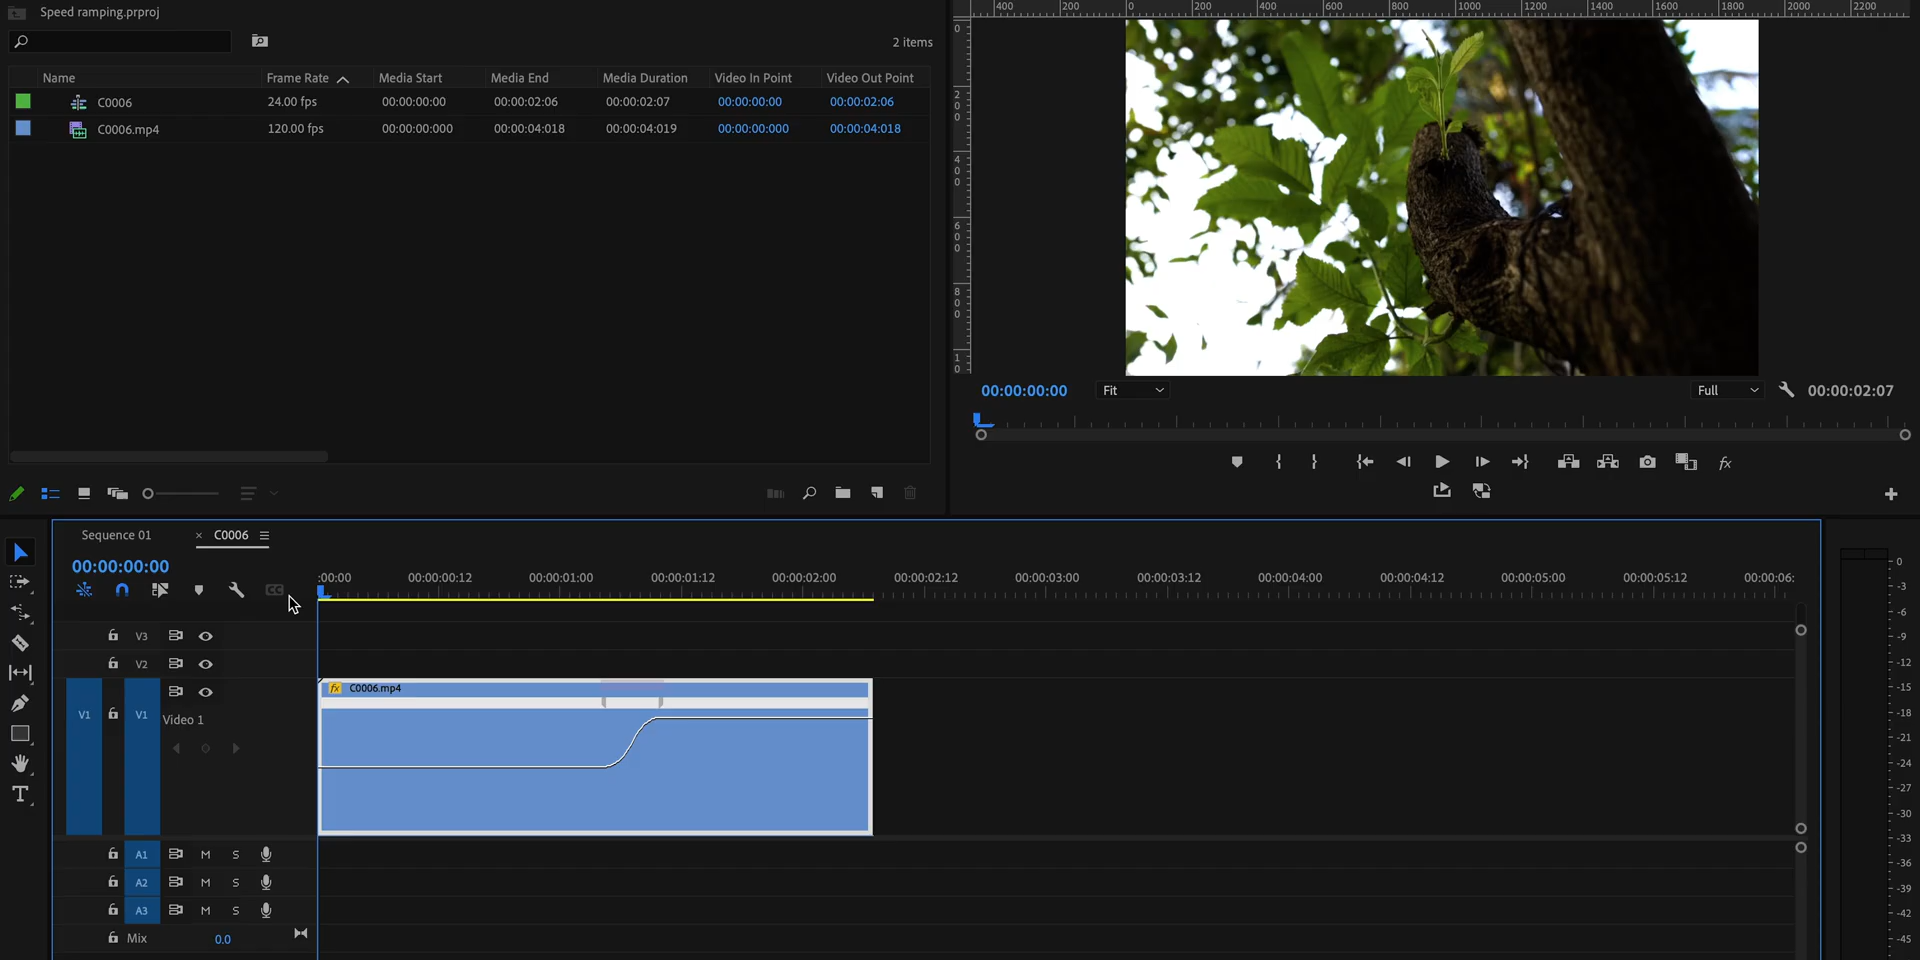 Speed ramping.prproj
2 items
Name Frame Rate Media Start Media End Media Duration Video In Point Video Out Point
C0006 24.00 fps 00:00:00:00 00:00:02:06 00:00:02:07 00:00:00:00 00:00:02:06
C0006.mp4 120.00 fps 00:00:00:000 00:00:04:018 00:00:04:019 00:00:00:000 00:00:04:018
400 200 0 200 400 600 800 1000 1200 1400 1600 1800 2000 2200
0
200
400
600
800
10
00:00:00:00 Fit Full 00:00:02:07
fx
Sequence 01 × C0006
00:00:00:00
CC
:00:00 00:00:00:12 00:00:01:00 00:00:01:12 00:00:02:00 00:00:02:12 00:00:03:00 00:00:03:12 00:00:04:00 00:00:04:12 00:00:05:00 00:00:05:12 00:00:06:
V3
V2
fx C0006.mp4
V1 V1 Video 1
T
A1 M S
A2 M S
A3 M S
Mix 0.0
0
-3
-6
-9
-12
-15
-18
-21
-24
-27
-30
-33
-36
-39
-42
-45